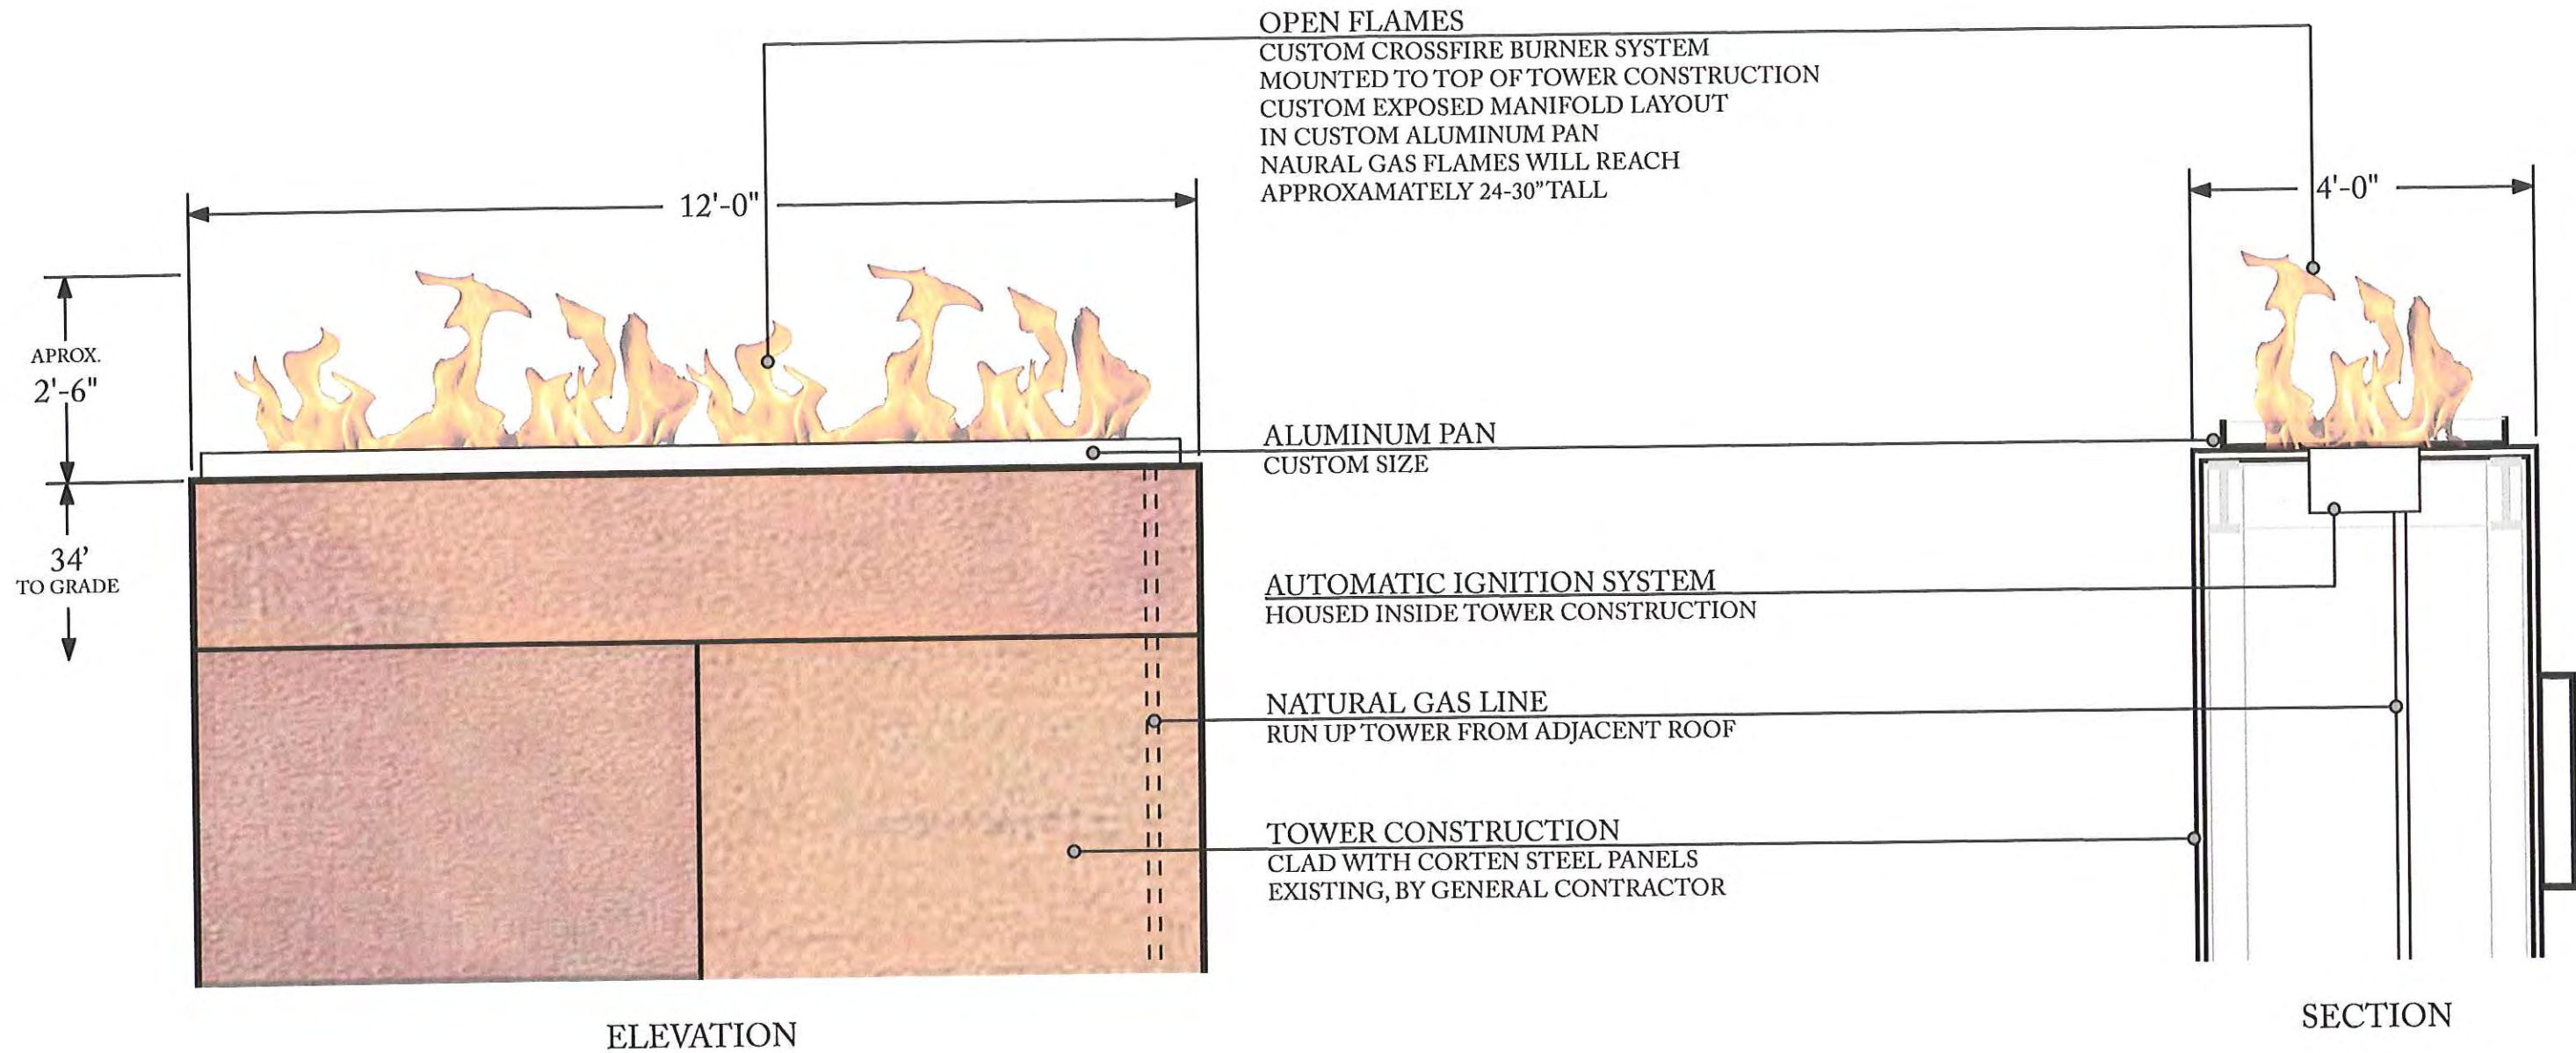 OPEN FLAMES
CUSTOM CROSSFIRE BURNER SYSTEM
MOUNTED TO TOP OF TOWER CONSTRUCTION
CUSTOM EXPOSED MANIFOLD LAYOUT
IN CUSTOM ALUMINUM PAN
NAURAL GAS FLAMES WILL REACH
APPROXAMATELY 24-30" TALL
12'-0"
4'-0"
APROX.
2'-6"
34'
TO GRADE
ALUMINUM PAN
CUSTOM SIZE
AUTOMATIC IGNITION SYSTEM
HOUSED INSIDE TOWER CONSTRUCTION
NATURAL GAS LINE
RUN UP TOWER FROM ADJACENT ROOF
TOWER CONSTRUCTION
CLAD WITH CORTEN STEEL PANELS
EXISTING, BY GENERAL CONTRACTOR
ELEVATION
SECTION